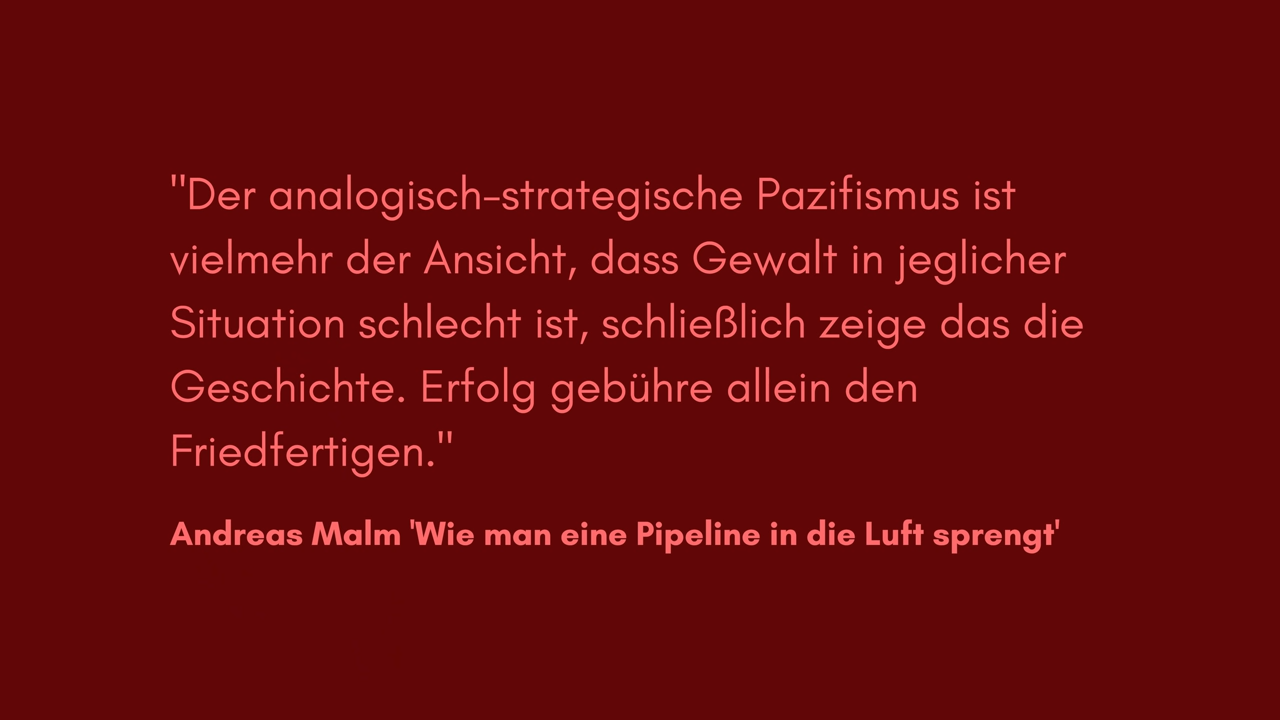 "Der analogisch-strategische Pazifismus ist
vielmehr der Ansicht, dass Gewalt in jeglicher
Situation schlecht ist, schließlich zeige das die
Geschichte. Erfolg gebühre allein den
Friedfertigen."
Andreas Malm 'Wie man eine Pipeline in die Luft sprengt'